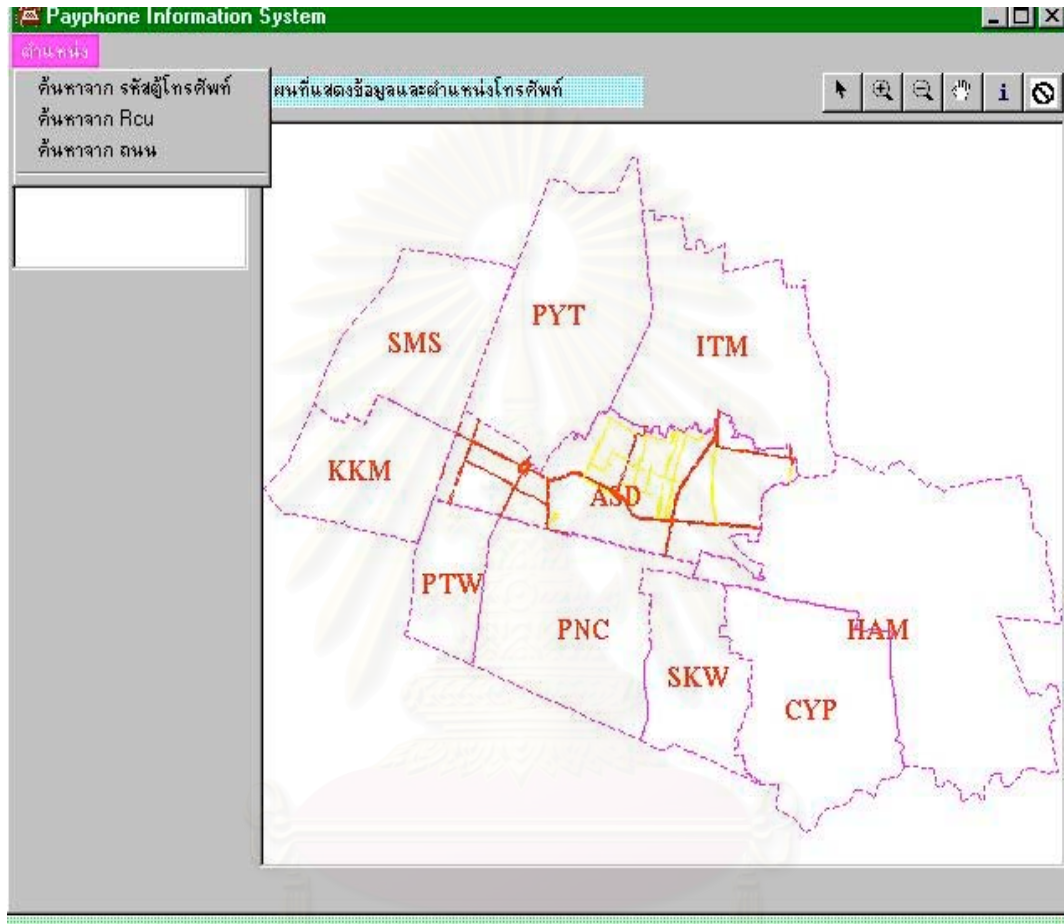 Payphone Information System
ตำแหน่ง
ค้นหาจาก รหัสตู้โทรศัพท์
ค้นหาจาก Rcu
ค้นหาจาก ถนน
ผนที่แสดงข้อมูลและตำแหน่งโทรศัพท์
i
PYT
SMS
ITM
KKM
ASD
PTW
PNC
HAM
SKW
CYP